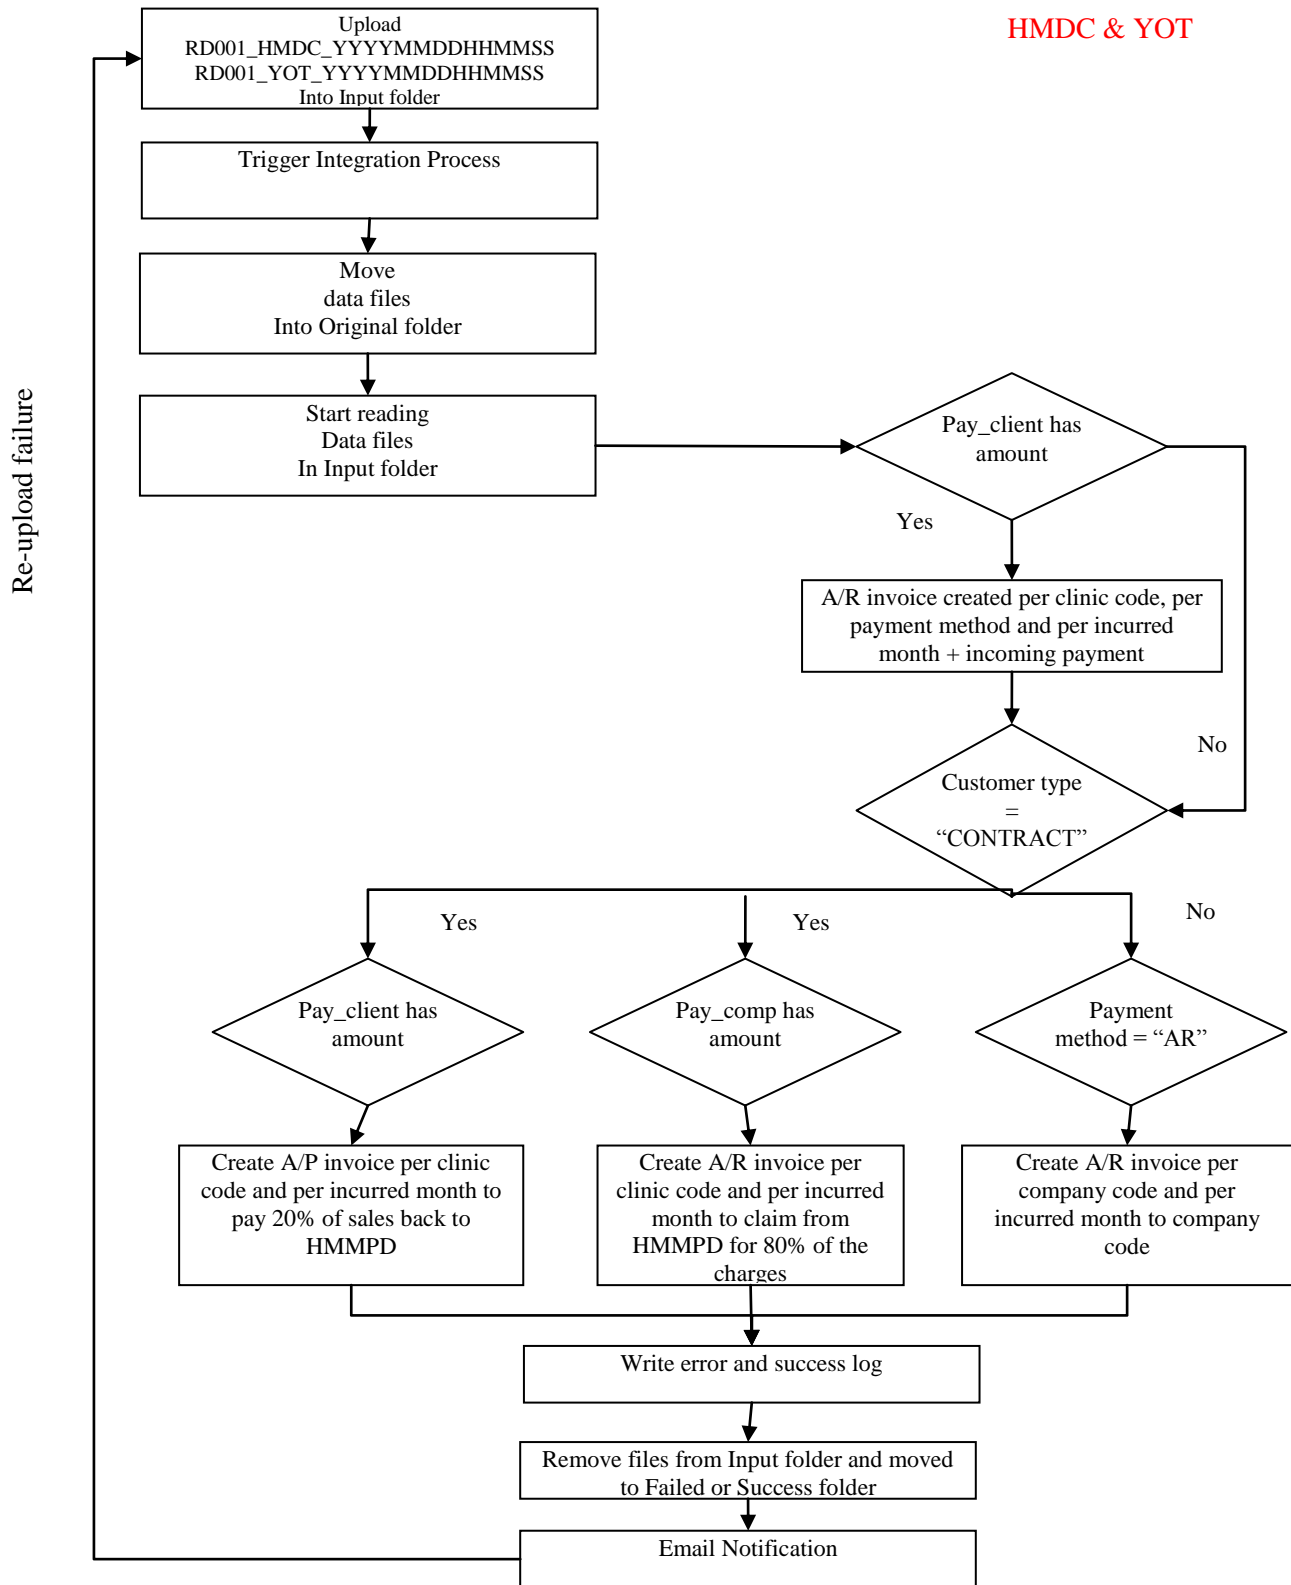 HMDC & YOT
Upload
RD001_HMDC_YYYYMMDDHHMMSS
RD001_YOT_YYYYMMDDHHMMSS
Into Input folder
Trigger Integration Process
Move
data files
Into Original folder
Start reading
Data files
In Input folder
Re-upload failure
Pay_client has
amount
Yes
A/R invoice created per clinic code, per
payment method and per incurred
month + incoming payment
No
Customer type
=
“CONTRACT”
Yes
Yes
No
Pay_client has
amount
Pay_comp has
amount
Payment
method = “AR”
Create A/P invoice per clinic
code and per incurred month to
pay 20% of sales back to
HMMPD
Create A/R invoice per
clinic code and per incurred
month to claim from
HMMPD for 80% of the
charges
Create A/R invoice per
company code and per
incurred month to company
code
Write error and success log
Remove files from Input folder and moved
to Failed or Success folder
Email Notification